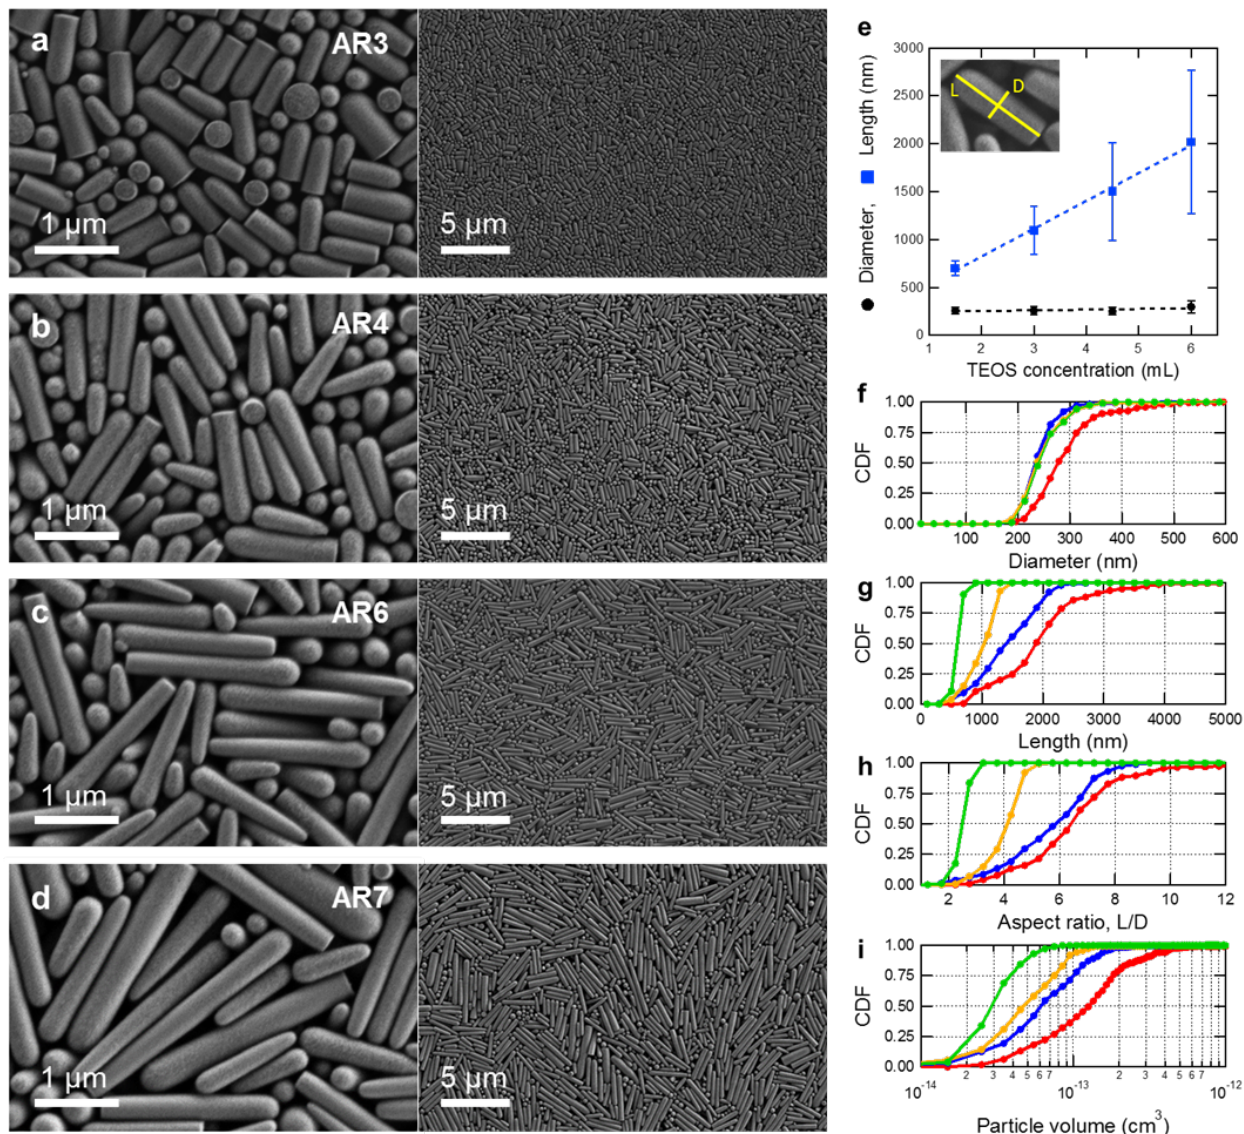 a AR3
1 µm 5 µm
b AR4
1 µm 5 µm
c AR6
1 µm 5 µm
d AR7
1 µm 5 µm
e
Diameter, Length (nm)
3000
2500
2000
1500
1000
500
0
L D
1 2 3 4 5 6
TEOS concentration (mL)
f
CDF
1.00
0.75
0.50
0.25
0.00
100 200 300 400 500 600
Diameter (nm)
g
CDF
1.00
0.75
0.50
0.25
0.00
0 1000 2000 3000 4000 5000
Length (nm)
h
CDF
1.00
0.75
0.50
0.25
0.00
2 4 6 8 10 12
Aspect ratio, L/D
i
CDF
1.00
0.75
0.50
0.25
0.00
2 3 4 5 6 7 2 3 4 5 6 7
10⁻¹⁴ 10⁻¹³ 10⁻¹²
Particle volume (cm³)